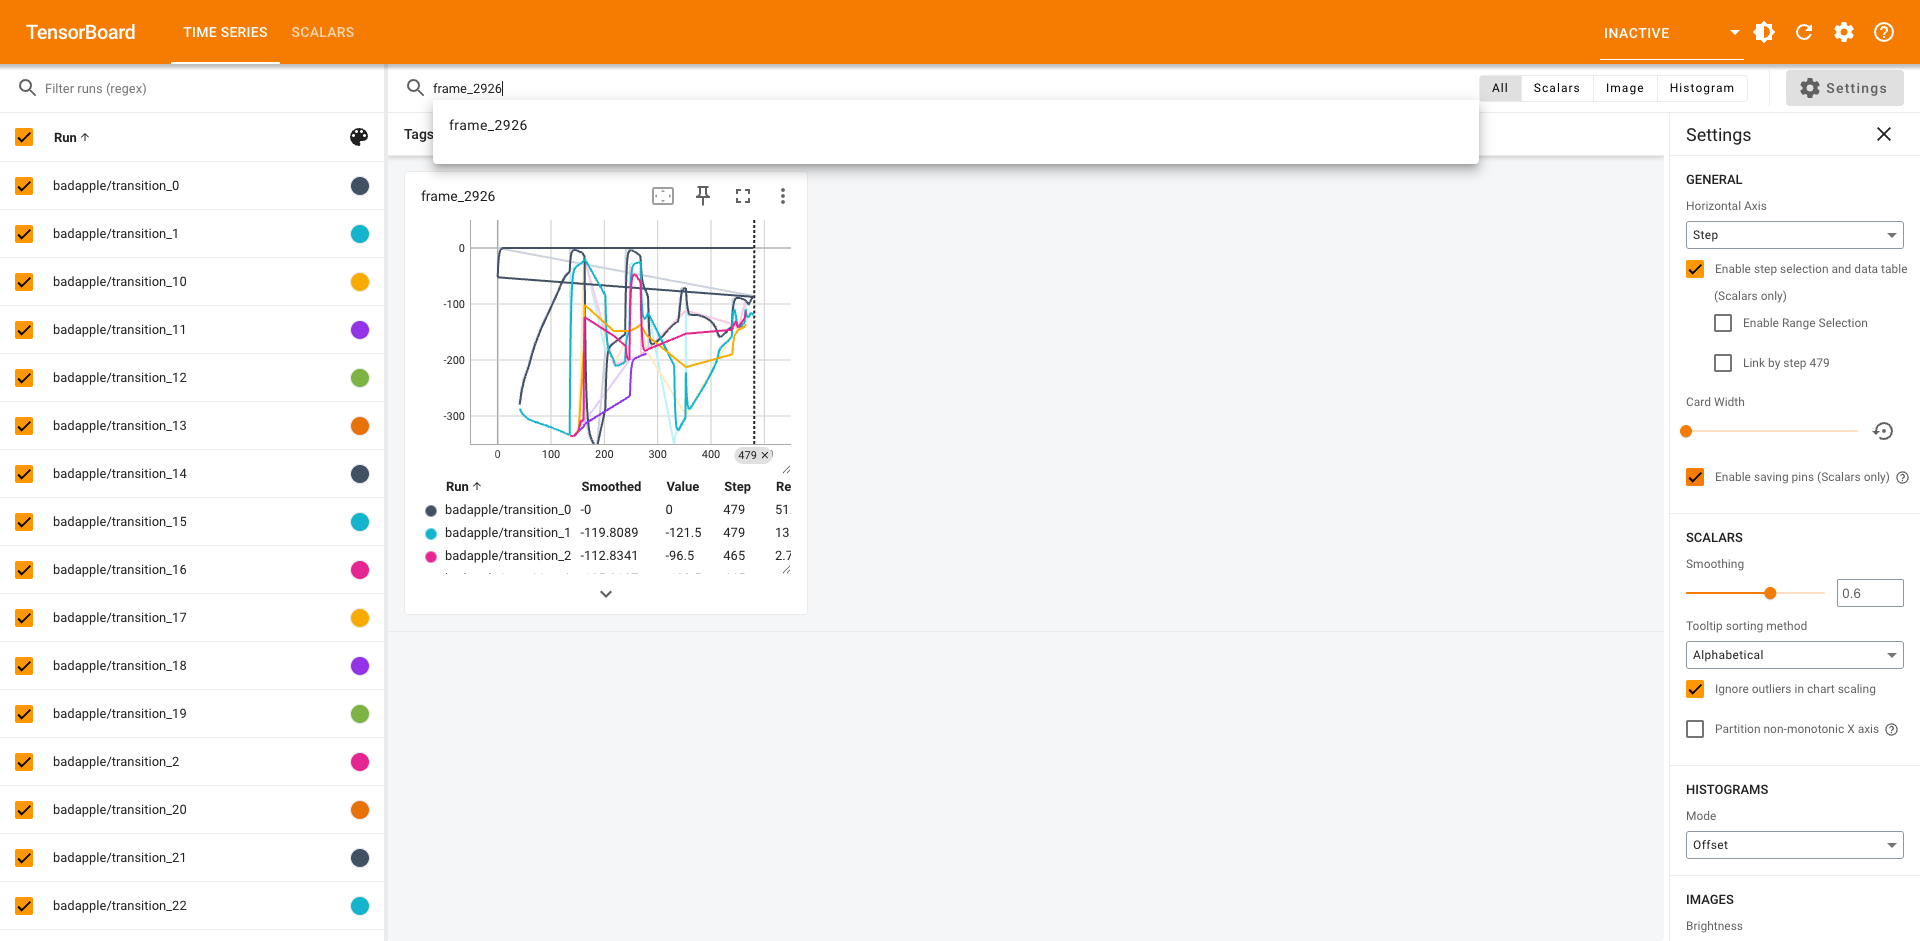 TensorBoard
TIME SERIES
SCALARS
INACTIVE
Filter runs (regex)
frame_2926
All
Scalars
Image
Histogram
Settings
frame_2926
Run
badapple/transition_0
badapple/transition_1
badapple/transition_10
badapple/transition_11
badapple/transition_12
badapple/transition_13
badapple/transition_14
badapple/transition_15
badapple/transition_16
badapple/transition_17
badapple/transition_18
badapple/transition_19
badapple/transition_2
badapple/transition_20
badapple/transition_21
badapple/transition_22
Tags
frame_2926
0
-100
-200
-300
0 100 200 300 400 479
Run Smoothed Value Step Re
badapple/transition_0 -0 0 479 51.
badapple/transition_1 -119.8089 -121.5 479 13
badapple/transition_2 -112.8341 -96.5 465 2.7
Settings
GENERAL
Horizontal Axis
Step
Enable step selection and data table
(Scalars only)
Enable Range Selection
Link by step 479
Card Width
Enable saving pins (Scalars only)
SCALARS
Smoothing
0.6
Tooltip sorting method
Alphabetical
Ignore outliers in chart scaling
Partition non-monotonic X axis
HISTOGRAMS
Mode
Offset
IMAGES
Brightness